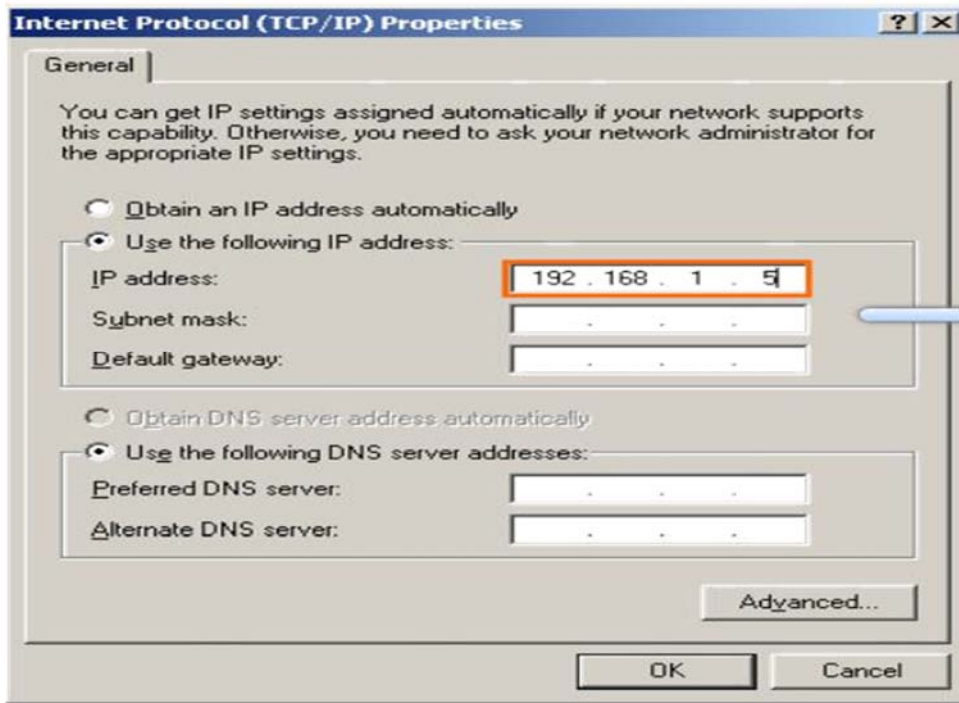 Internet Protocol (TCP/IP) Properties
General
You can get IP settings assigned automatically if your network supports
this capability. Otherwise, you need to ask your network administrator for
the appropriate IP settings.
Obtain an IP address automatically
Use the following IP address:
IP address: 192 . 168 . 1 . 5
Subnet mask: . . .
Default gateway: . . .
Obtain DNS server address automatically
Use the following DNS server addresses:
Preferred DNS server: . . .
Alternate DNS server: . . .
Advanced...
OK Cancel